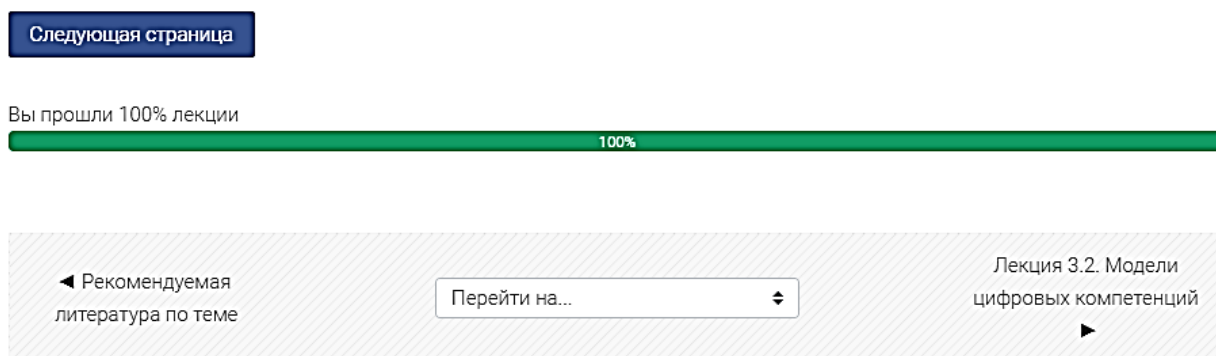 Следующая страница
Вы прошли 100% лекции
100%
◄ Рекомендуемая
литература по теме
Перейти на...
Лекция 3.2. Модели
цифровых компетенций
►